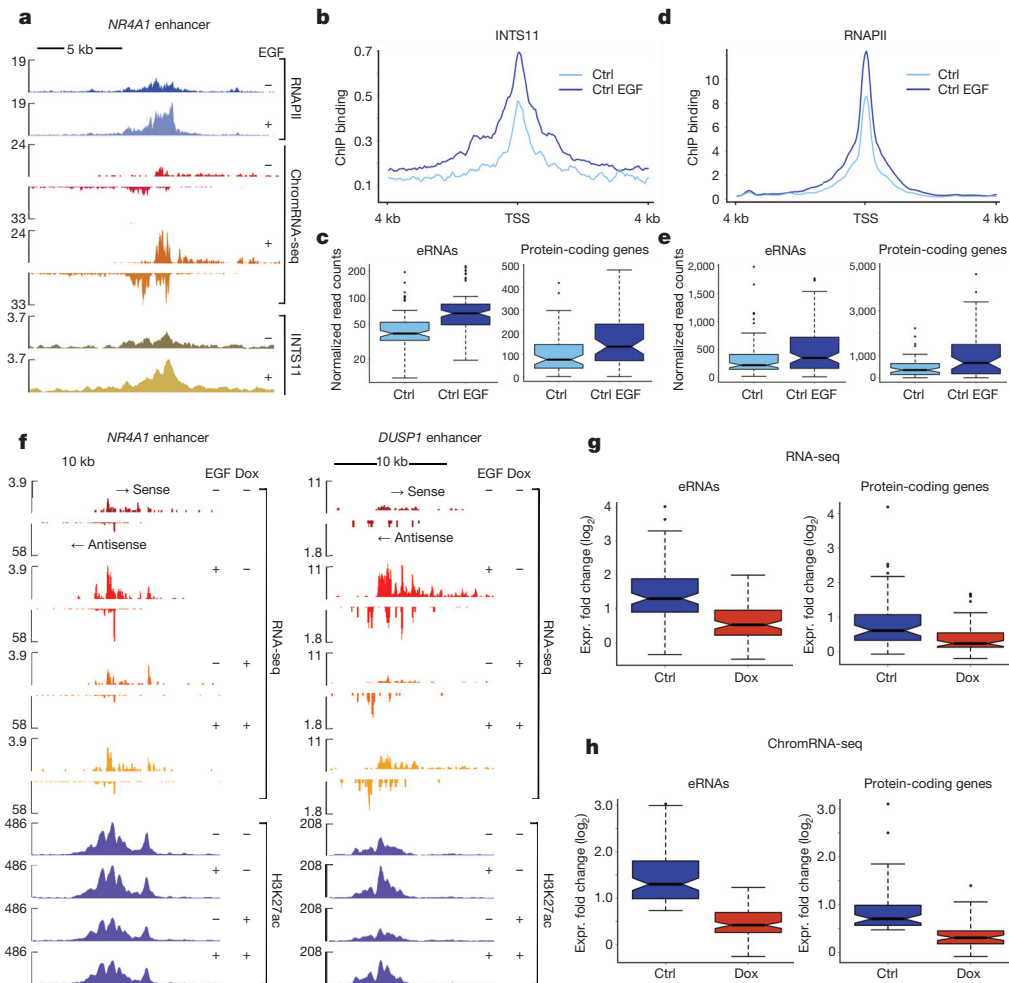 a
NR4A1 enhancer
5 kb
EGF
19
−
19
+
RNAPII
24
−
33
24
+
33
ChromRNA-seq
3.7
−
3.7
+
INTS11
b
INTS11
ChIP binding
0.7
0.5
0.3
0.1
Ctrl
Ctrl EGF
4 kb
TSS
4 kb
c
eRNAs
Protein-coding genes
Normalized read counts
200
100
50
20
500
400
300
200
100
0
Ctrl
Ctrl EGF
Ctrl
Ctrl EGF
d
RNAPII
ChIP binding
10
8
6
4
2
0
Ctrl
Ctrl EGF
4 kb
TSS
4 kb
e
eRNAs
Protein-coding genes
Normalized read counts
2,000
1,500
1,000
500
0
5,000
3,000
1,000
0
Ctrl
Ctrl EGF
Ctrl
Ctrl EGF
f
NR4A1 enhancer
10 kb
EGF Dox
3.9
→ Sense
− −
58
← Antisense
3.9
+ −
58
3.9
− +
58
+ +
3.9
58
RNA-seq
486
− −
486
+ −
486
− +
486
+ +
H3K27ac
DUSP1 enhancer
10 kb
EGF Dox
11
→ Sense
− −
1.8
← Antisense
11
+ −
1.8
11
− +
1.8
+ +
11
1.8
RNA-seq
208
− −
208
+ −
208
− +
208
+ +
H3K27ac
g
RNA-seq
eRNAs
Protein-coding genes
Expr. fold change (log2)
4
3
2
1
0
Ctrl
Dox
Expr. fold change (log2)
4
3
2
1
0
Ctrl
Dox
h
ChromRNA-seq
eRNAs
Protein-coding genes
Expr. fold change (log2)
3.0
2.0
1.0
0
Ctrl
Dox
Expr. fold change (log2)
3.0
2.0
1.0
0
Ctrl
Dox